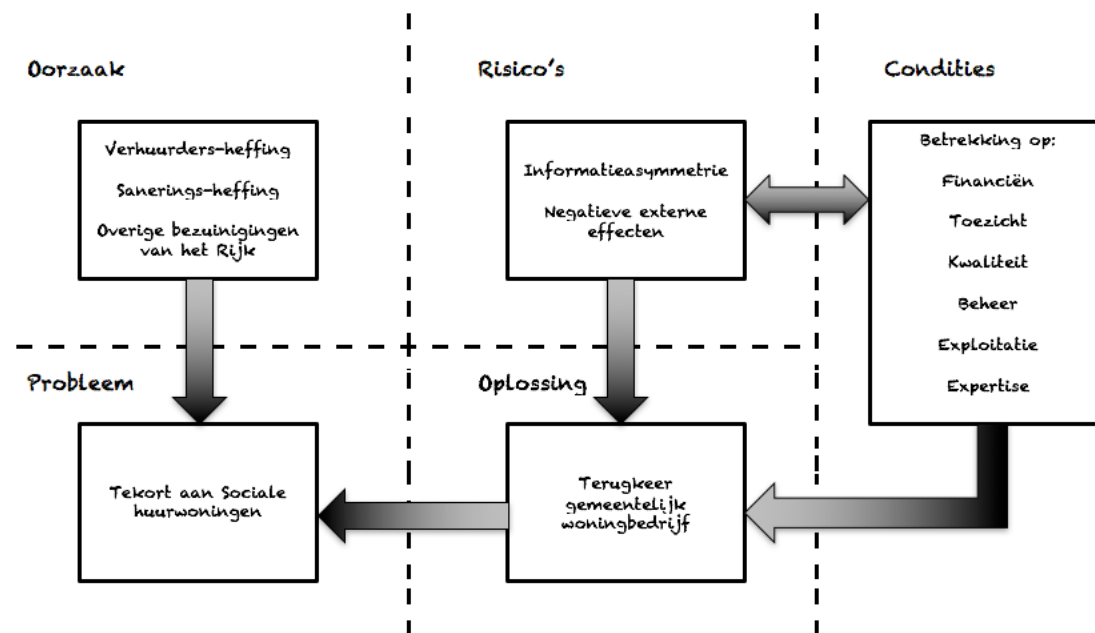 Oorzaak
Verhuurders-heffing
Sanerings-heffing
Overige bezuinigingen
van het Rijk
Risico's
Informatieasymmetrie
Negatieve externe
effecten
Condities
Betrekking op:
Financiën
Toezicht
Kwaliteit
Beheer
Exploitatie
Expertise
Probleem
Tekort aan Sociale
huurwoningen
Oplossing
Terugkeer
gemeentelijk
woningbedrijf